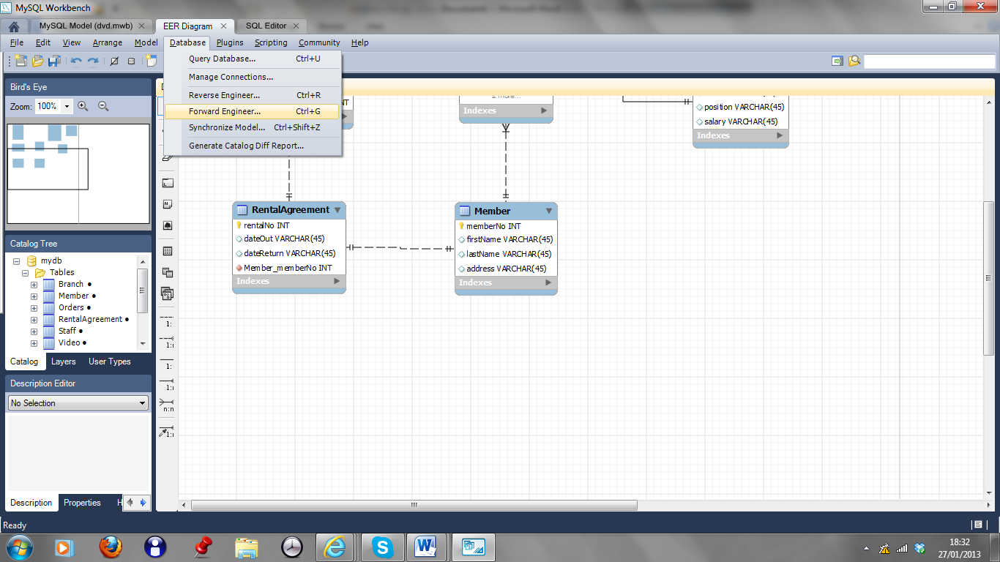 MySQL Workbench
MySQL Model (dvd.mwb)
EER Diagram
SQL Editor
File
Edit
View
Arrange
Model
Database
Plugins
Scripting
Community
Help
Query Database... Ctrl+U
Manage Connections...
Reverse Engineer... Ctrl+R
Forward Engineer... Ctrl+G
Synchronize Model... Ctrl+Shift+Z
Generate Catalog Diff Report...
Bird's Eye
Zoom: 100%
Catalog Tree
mydb
Tables
Branch
Member
Orders
RentalAgreement
Staff
Video
Catalog
Layers
User Types
Description Editor
No Selection
Description
Properties
H
Ready
NT
2 more...
Indexes
position VARCHAR(45)
salary VARCHAR(45)
Indexes
RentalAgreement
rentalNo INT
dateOut VARCHAR(45)
dateReturn VARCHAR(45)
Member_memberNo INT
Indexes
Member
memberNo INT
firstName VARCHAR(45)
lastName VARCHAR(45)
address VARCHAR(45)
Indexes
1:
1:n
1:
1:n
n:n
1:n
18:32
27/01/2013